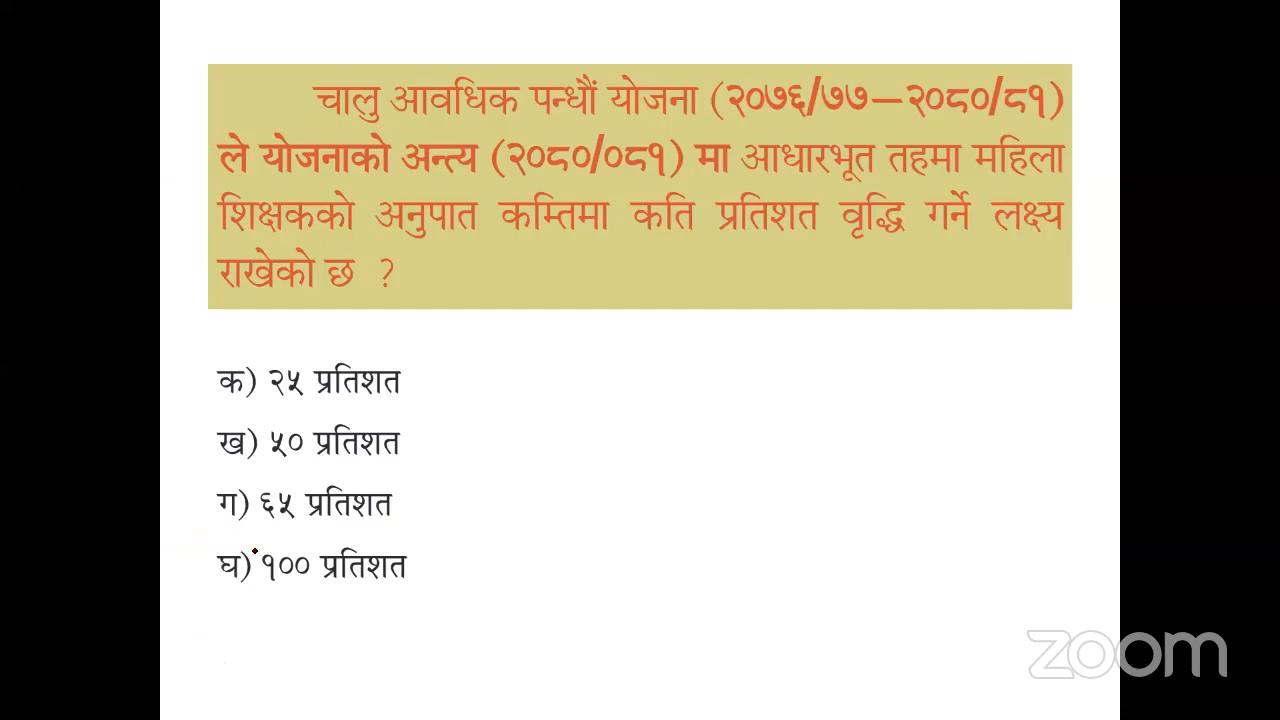 चालु आवधिक पन्ध्रौं योजना (२०७६/७७–२०८०/८१)
ले योजनाको अन्त्य (२०८०/०८१) मा आधारभूत तहमा महिला
शिक्षकको अनुपात कम्तिमा कति प्रतिशत वृद्धि गर्ने लक्ष्य
राखेको छ ?
क) २५ प्रतिशत
ख) ५० प्रतिशत
ग) ६५ प्रतिशत
घ) १०० प्रतिशत
zoom